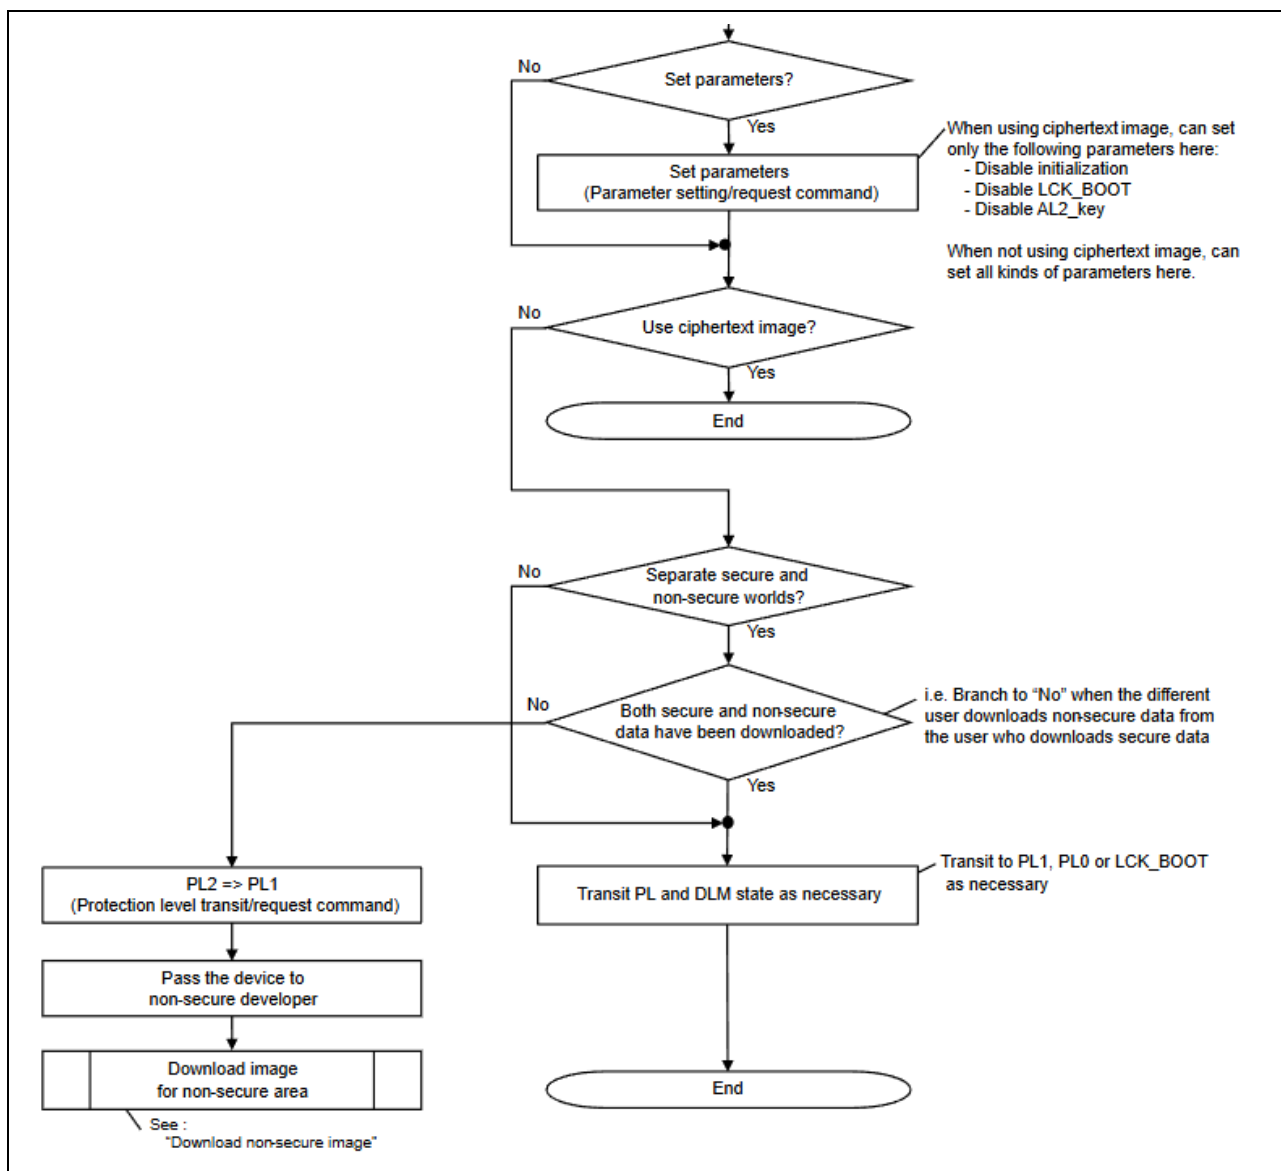 Set parameters?
No
Yes
Set parameters
(Parameter setting/request command)
When using ciphertext image, can set
only the following parameters here:
- Disable initialization
- Disable LCK_BOOT
- Disable AL2_key
When not using ciphertext image, can
set all kinds of parameters here.
No
Use ciphertext image?
Yes
End
No
Separate secure and
non-secure worlds?
Yes
No
Both secure and non-secure
data have been downloaded?
i.e. Branch to “No” when the different
user downloads non-secure data from
the user who downloads secure data
Yes
PL2 => PL1
(Protection level transit/request command)
Transit PL and DLM state as necessary
Transit to PL1, PL0 or LCK_BOOT
as necessary
Pass the device to
non-secure developer
Download image
for non-secure area
End
See :
"Download non-secure image"